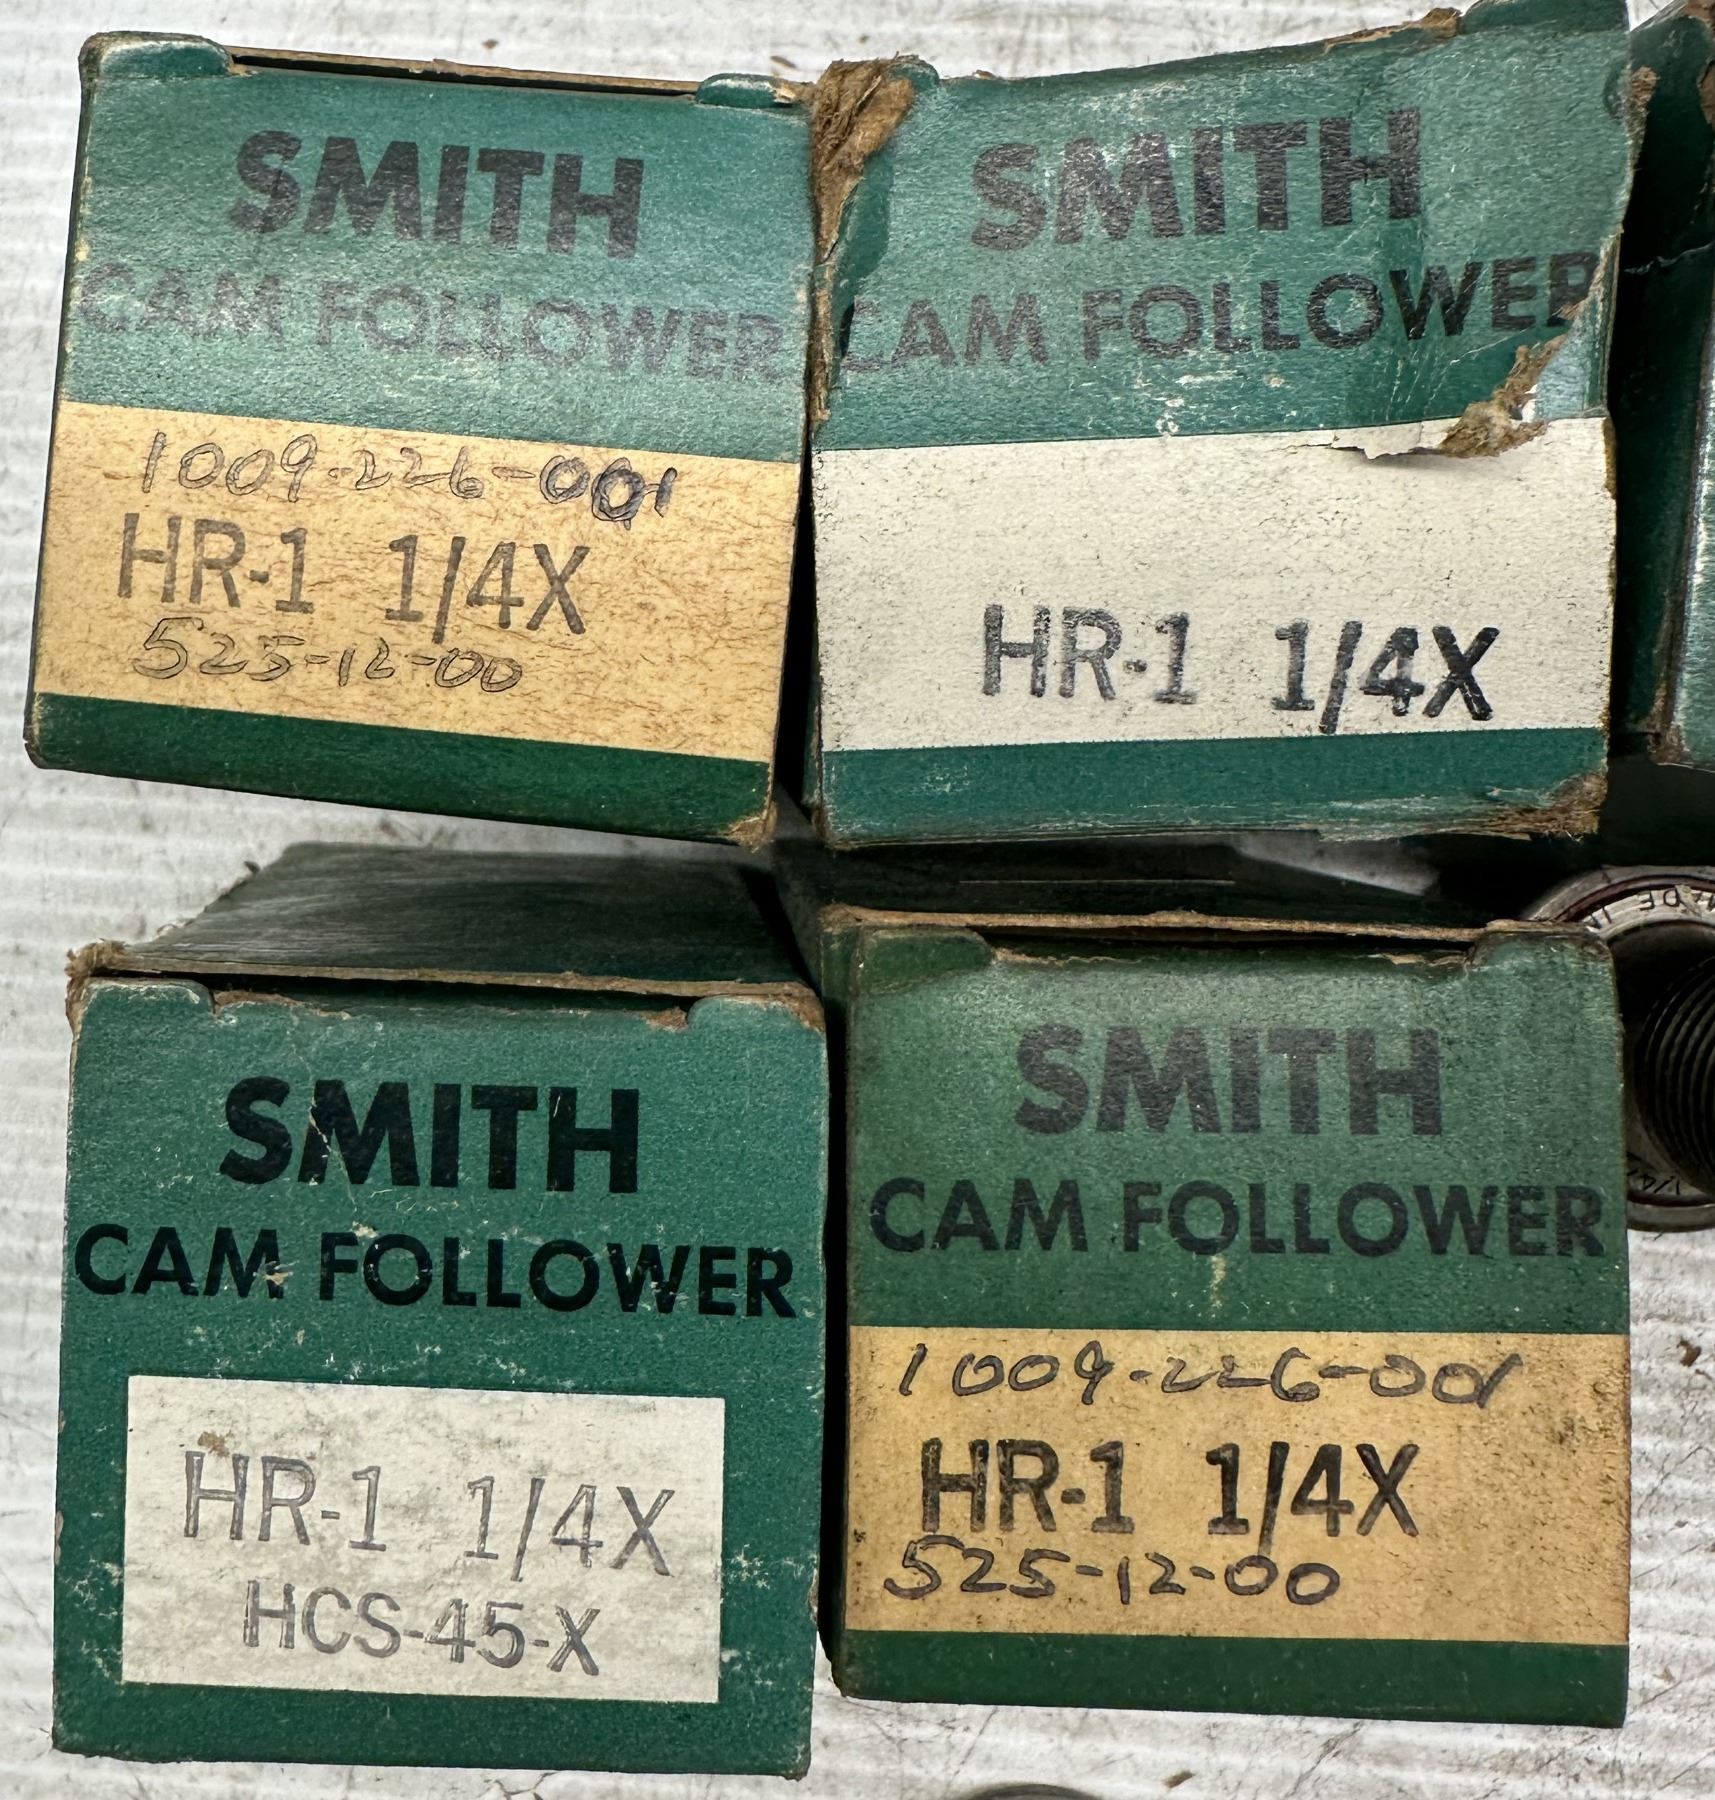 SMITH
CAM FOLLOWER
1009-226-001
HR-1 1/4X
525-12-00
SMITH
CAM FOLLOWER
HR-1 1/4X
SMITH
CAM FOLLOWER
HR-1 1/4X
HCS-45-X
SMITH
CAM FOLLOWER
1009-226-001
HR-1 1/4X
525-12-00